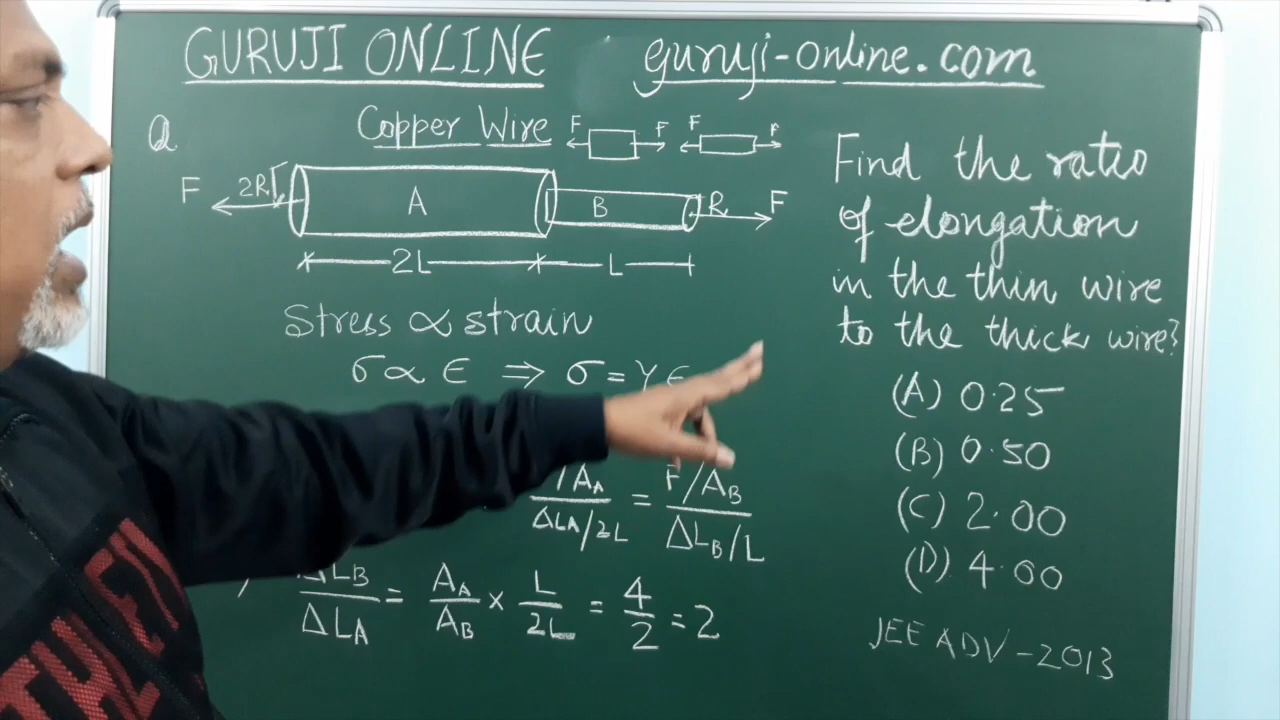 GURUJI ONLINE guruji-online.com
Q Copper Wire F F F F
F 2R A B R F
2L L
Stress ∝ strain
σ ∝ ϵ ⇒ σ = Y ϵ
/A_A / ΔL_A/2L = F/A_B / ΔL_B/L
ΔL_B / ΔL_A = A_A / A_B × L / 2L = 4 / 2 = 2
Find the ratio
of elongation
in the thin wire
to the thick wire?
(A) 0.25
(B) 0.50
(C) 2.00
(D) 4.00
JEE ADV - 2013